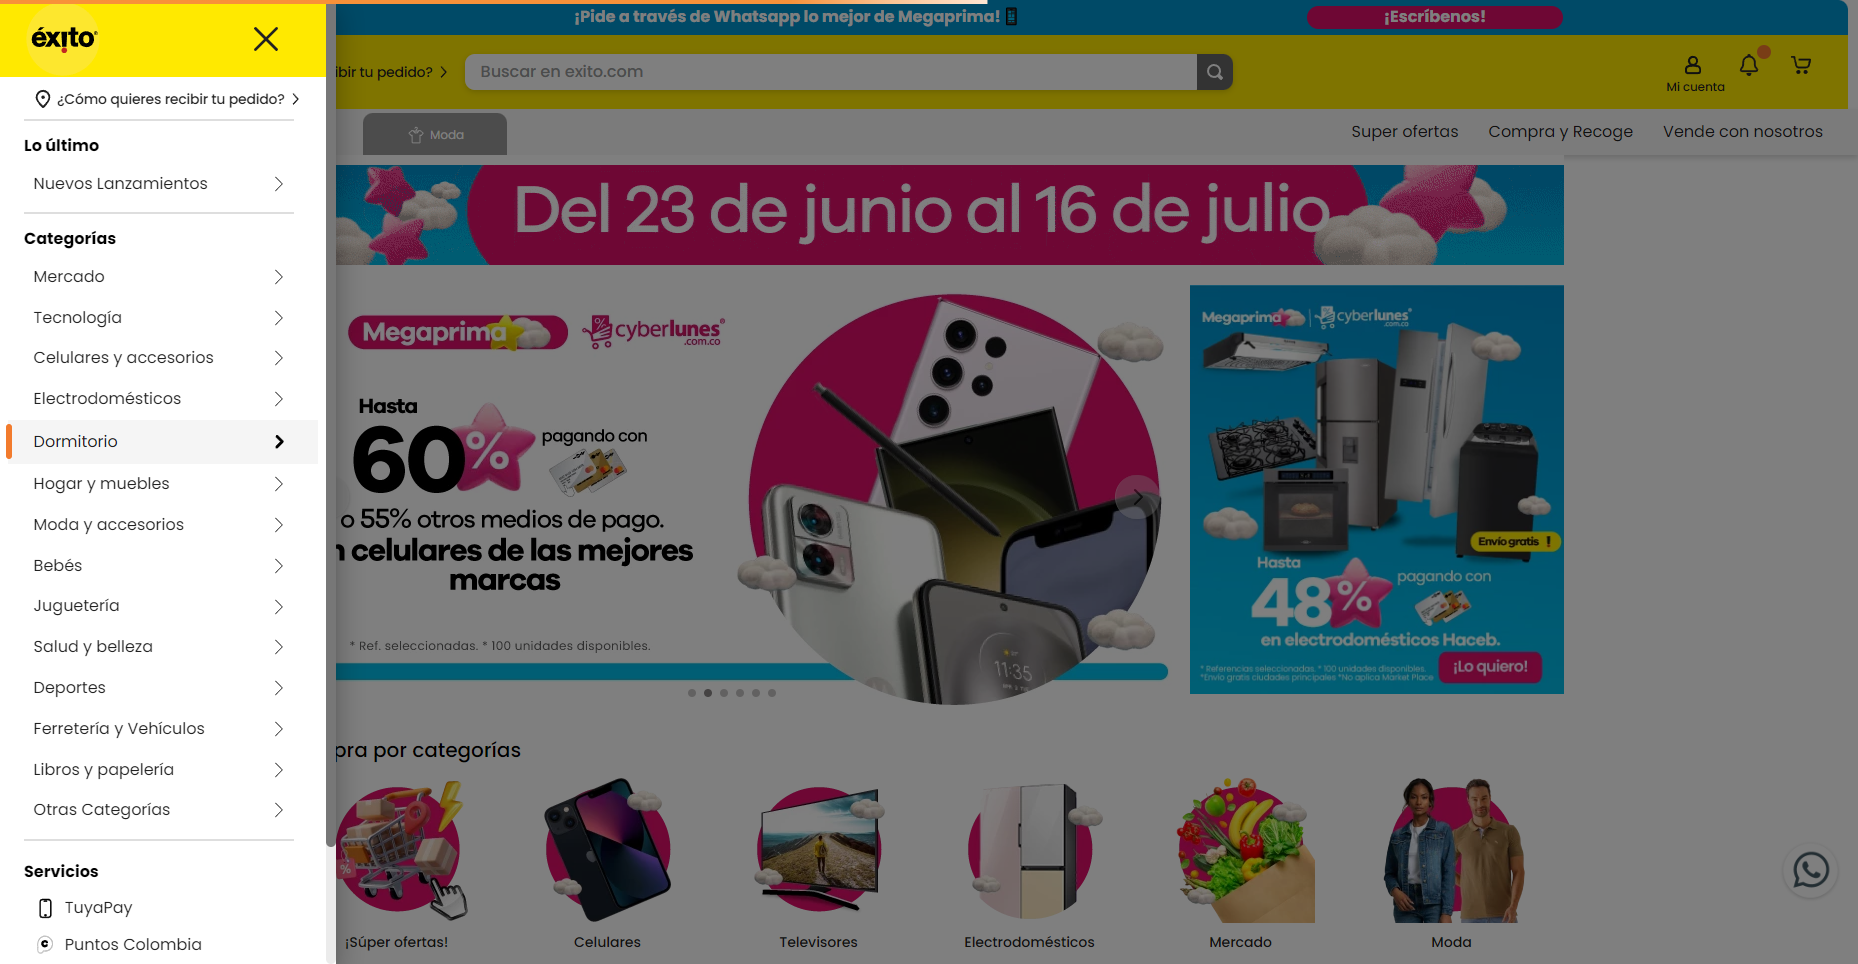 ¡Pide a través de Whatsapp lo mejor de Megaprima!
¡Escríbenos!
éxito
ibir tu pedido?
Buscar en exito.com
Mi cuenta
¿Cómo quieres recibir tu pedido?
Moda
Super ofertas
Compra y Recoge
Vende con nosotros
Lo último
Nuevos Lanzamientos
Categorías
Mercado
Tecnología
Celulares y accesorios
Electrodomésticos
Dormitorio
Hogar y muebles
Moda y accesorios
Bebés
Juguetería
Salud y belleza
Deportes
Ferretería y Vehículos
Libros y papelería
Otras Categorías
Servicios
TuyaPay
Puntos Colombia
Del 23 de junio al 16 de julio
Megaprima
cyberlunes
.com.co
Hasta
60%
pagando con
o 55% otros medios de pago.
n celulares de las mejores
marcas
* Ref. seleccionadas. * 100 unidades disponibles.
11:35
Megaprima
cyberlunes
.com.co
Envío gratis !
Hasta
48%
pagando con
en electrodomésticos Haceb.
* Referencias seleccionadas. * 100 unidades disponibles.
*Envío gratis ciudades principales *No aplica Market Place
¡Lo quiero!
pra por categorías
%
¡Súper ofertas!
Celulares
Televisores
Electrodomésticos
Mercado
Moda